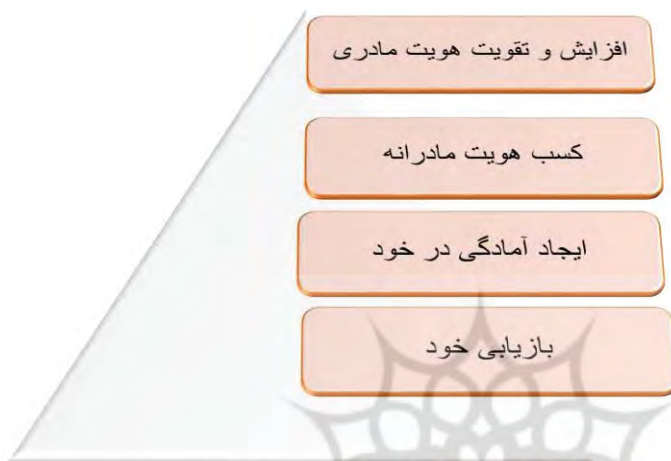 افزایش و تقویت هویت مادری
کسب هویت مادرانه
ایجاد آمادگی در خود
بازیابی خود